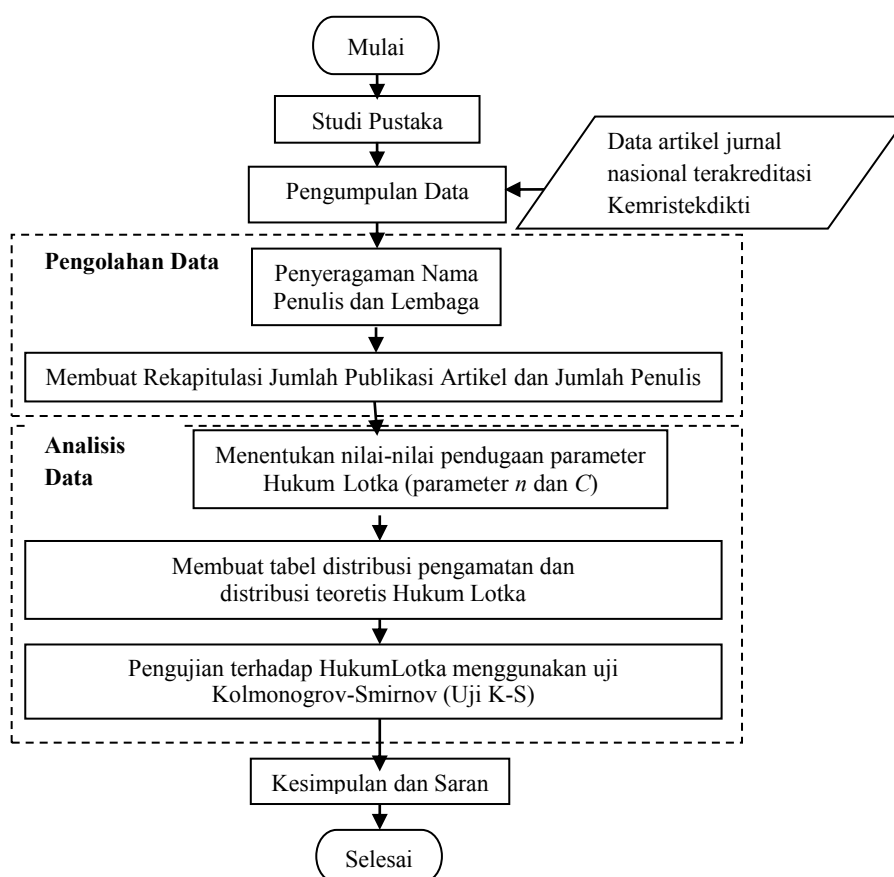 Mulai
Studi Pustaka
Pengumpulan Data
Data artikel jurnal
nasional terakreditasi
Kemristekdikti
Pengolahan Data
Penyeragaman Nama
Penulis dan Lembaga
Membuat Rekapitulasi Jumlah Publikasi Artikel dan Jumlah Penulis
Analisis
Data
Menentukan nilai-nilai pendugaan parameter
Hukum Lotka (parameter n dan C)
Membuat tabel distribusi pengamatan dan
distribusi teoretis Hukum Lotka
Pengujian terhadap HukumLotka menggunakan uji
Kolmonogrov-Smirnov (Uji K-S)
Kesimpulan dan Saran
Selesai